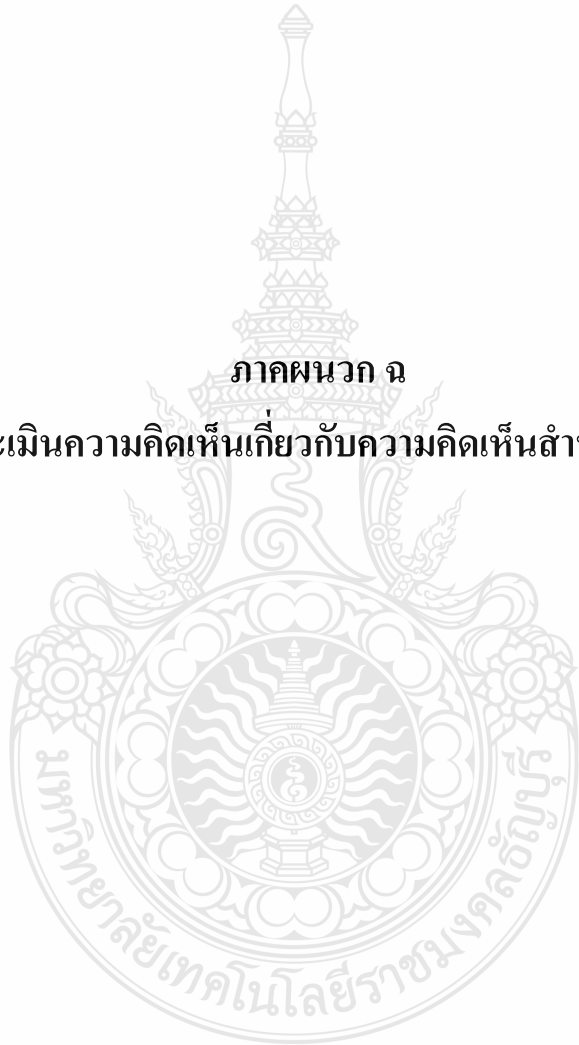 ภาคผนวก ฉ
ะเมินความคิดเห็นเกี่ยวกับความคิดเห็นสำห
มหาวิทยาลัยเทคโนโลยีราชมงคลธัญบุรี